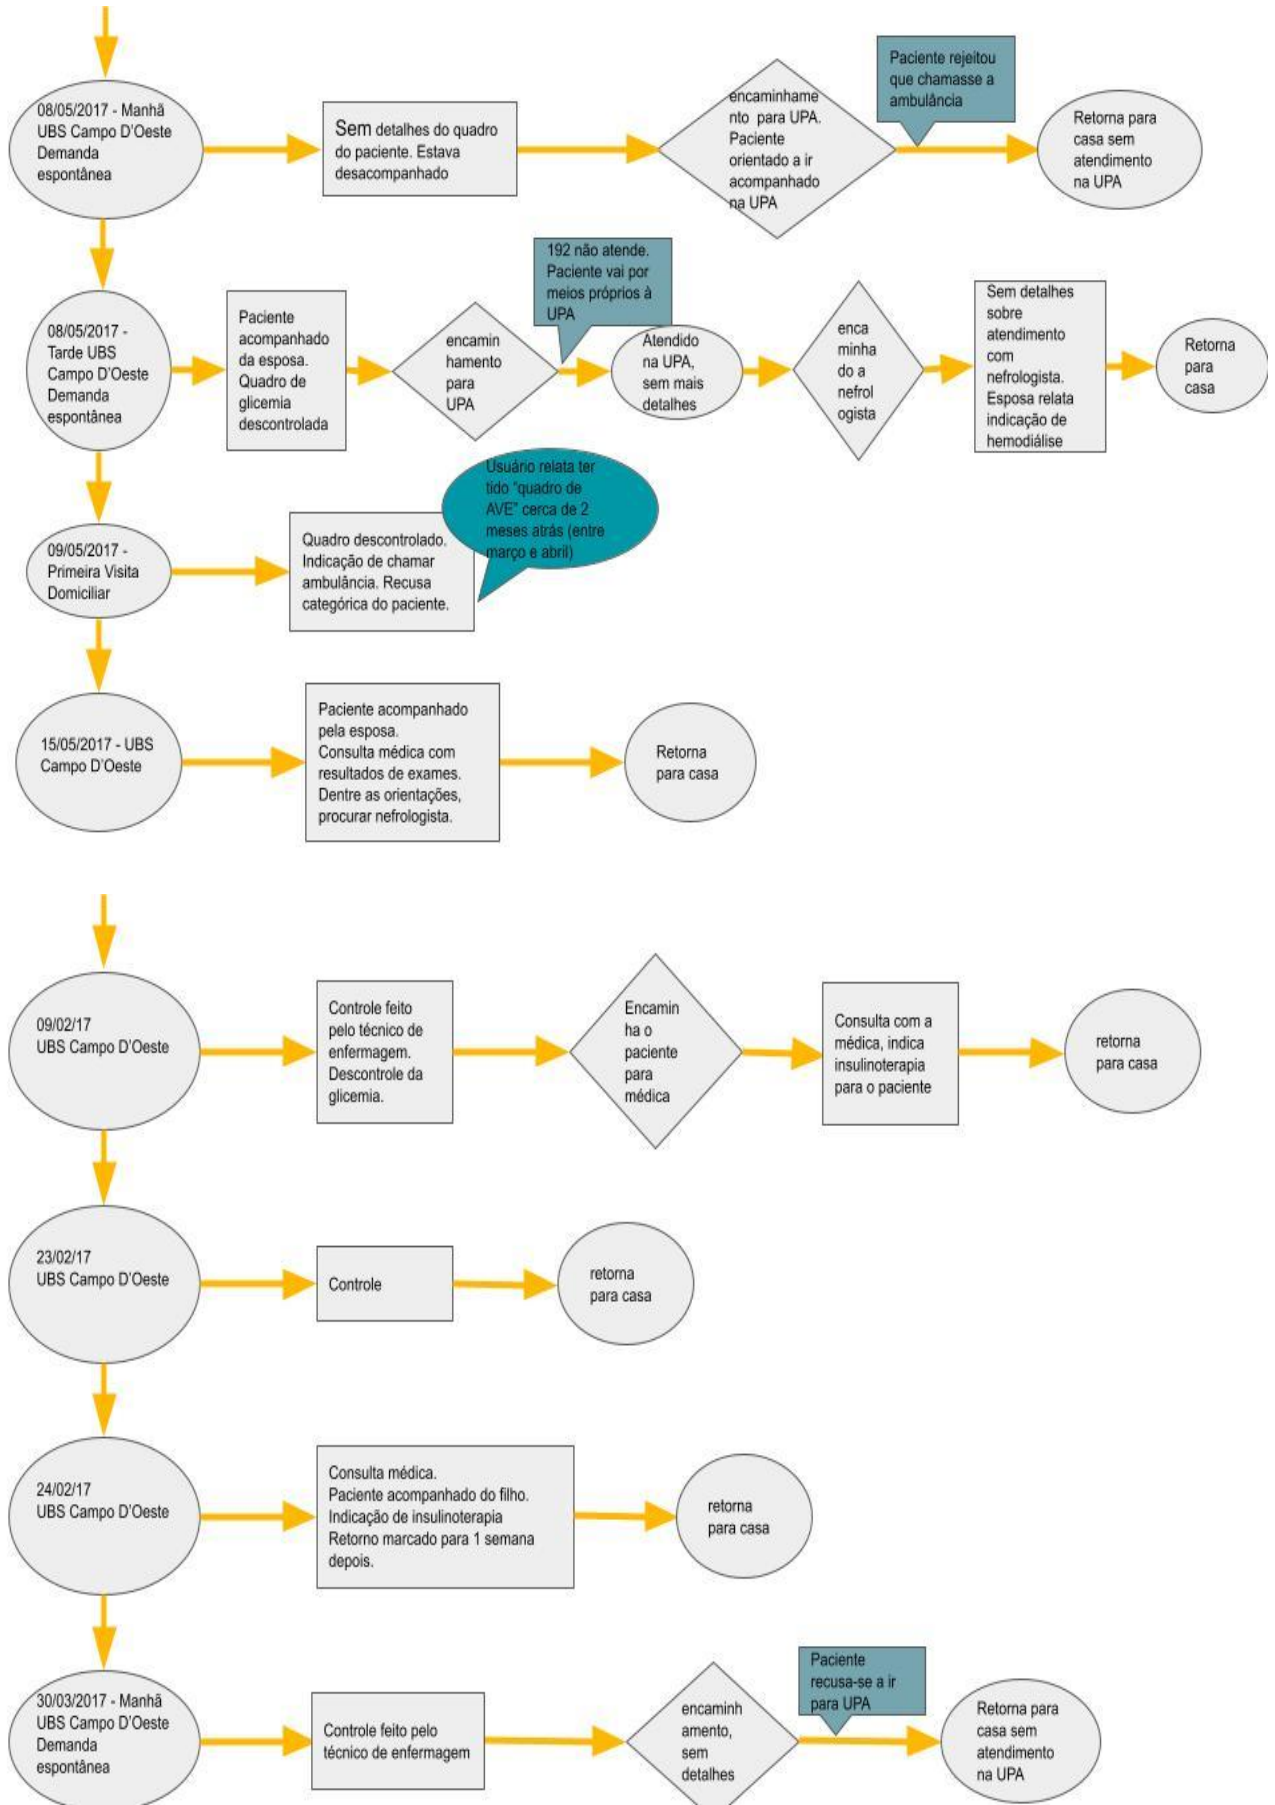 08/05/2017 - Manhã
UBS Campo D'Oeste
Demanda
espontânea
Sem detalhes do quadro
do paciente. Estava
desacompanhado
encaminhame
nto para UPA.
Paciente
orientado a ir
acompanhado
na UPA
Paciente rejeitou
que chamasse a
ambulância
Retorna para
casa sem
atendimento
na UPA
08/05/2017 -
Tarde UBS
Campo D'Oeste
Demanda
espontânea
Paciente
acompanhado
da esposa.
Quadro de
glicemia
descontrolada
encamin
hamento
para
UPA
192 não atende.
Paciente vai por
meios próprios à
UPA
Atendido
na UPA,
sem mais
detalhes
enca
minha
do a
nefrol
ogista
Sem detalhes
sobre
atendimento
com
nefrologista.
Esposa relata
indicação de
hemodiálise
Retorna
para
casa
09/05/2017 -
Primeira Visita
Domiciliar
Quadro descontrolado.
Indicação de chamar
ambulância. Recusa
categórica do paciente.
Usuário relata ter
tido "quadro de
AVE" cerca de 2
meses atrás (entre
março e abril)
15/05/2017 - UBS
Campo D'Oeste
Paciente acompanhado
pela esposa.
Consulta médica com
resultados de exames.
Dentre as orientações,
procurar nefrologista.
Retorna
para casa
09/02/17
UBS Campo D'Oeste
Controle feito
pelo técnico de
enfermagem.
Descontrole da
glicemia.
Encamin
ha o
paciente
para
médica
Consulta com a
médica, indica
insulinoterapia
para o paciente
retorna
para casa
23/02/17
UBS Campo D'Oeste
Controle
retorna
para casa
24/02/17
UBS Campo D'Oeste
Consulta médica.
Paciente acompanhado do filho.
Indicação de insulinoterapia
Retorno marcado para 1 semana
depois.
retorna
para casa
30/03/2017 - Manhã
UBS Campo D'Oeste
Demanda
espontânea
Controle feito pelo
técnico de enfermagem
encaminh
amento,
sem
detalhes
Paciente
recusa-se a ir
para UPA
Retorna para
casa sem
atendimento
na UPA